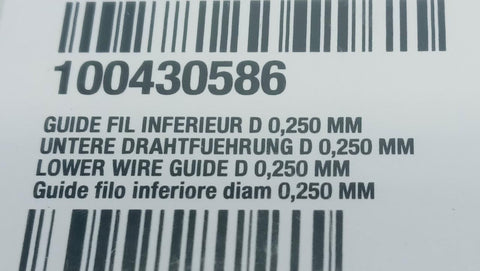 100430586
GUIDE FIL INFERIEUR D 0,250 MM
UNTERE DRAHTFUEHRUNG D 0,250 MM
LOWER WIRE GUIDE D 0,250 MM
Guide filo inferiore diam 0,250 MM